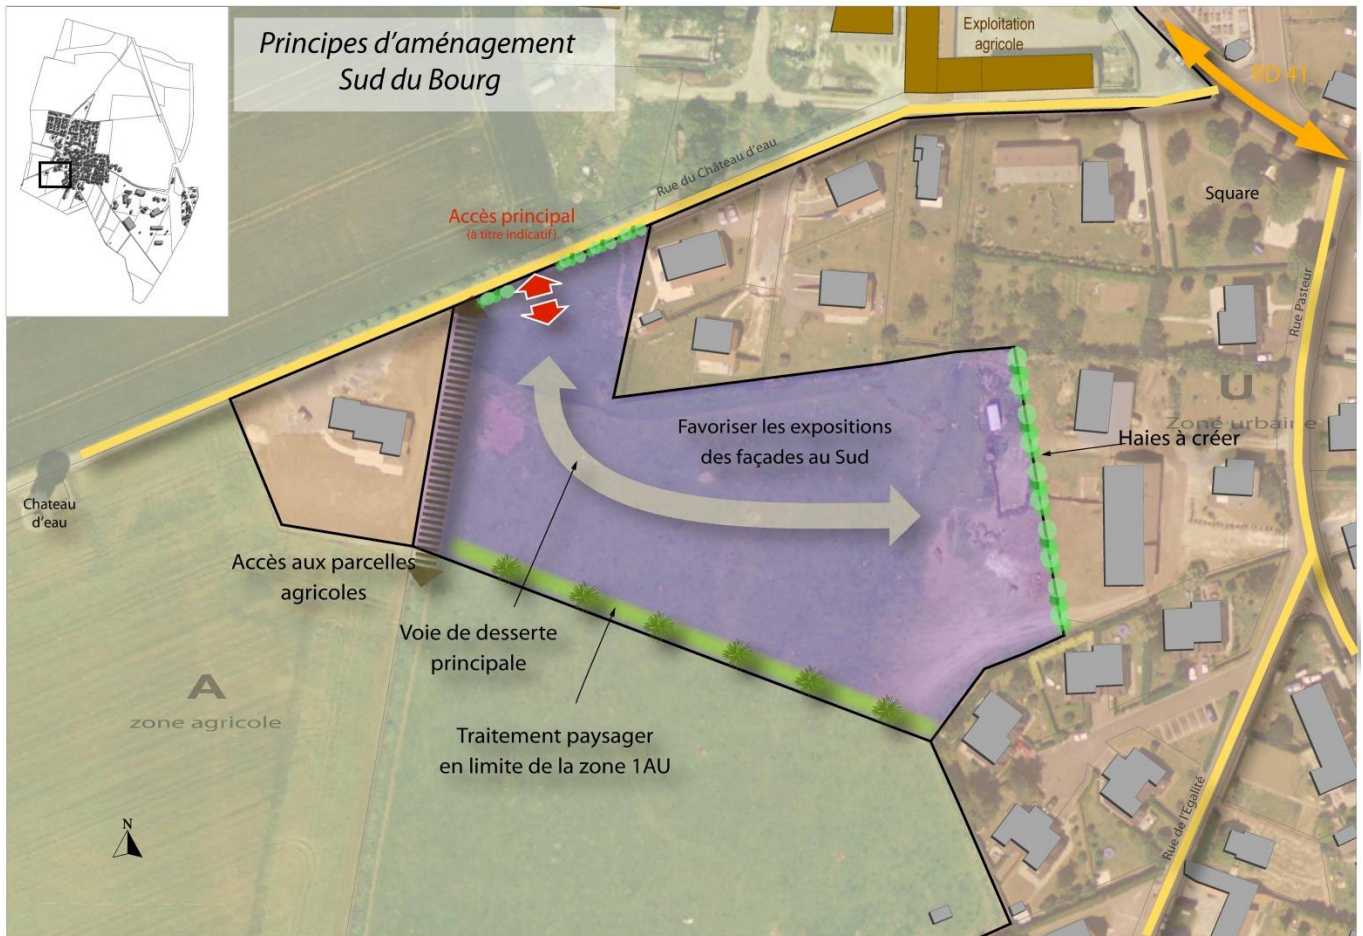 Principes d'aménagement
Sud du Bourg
Exploitation
agricole
RD 41
Rue du Château d'eau
Square
Accès principal
(à titre indicatif)
Rue Pasteur
U
Zone urbaine
Favoriser les expositions
des façades au Sud
Haies à créer
Chateau
d'eau
Accès aux parcelles
agricoles
Voie de desserte
principale
A
zone agricole
Traitement paysager
en limite de la zone 1AU
Rue de l'Egalité
N